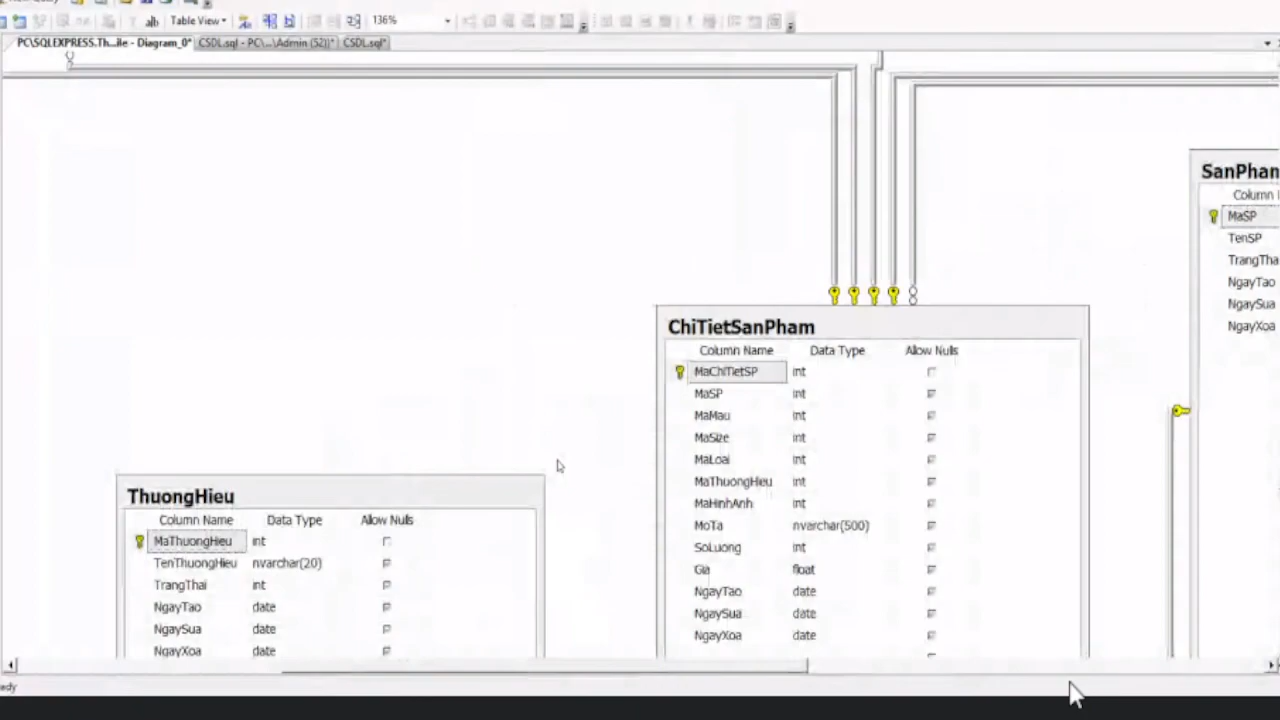 Table View
136%
PC\SQLEXPRESS.Th...ile - Diagram_0* CSDL.sql - PC\...\Admin (52))* CSDL.sql*
SanPham
Column
MaSP
TenSP
TrangTha
NgayTao
NgaySua
NgayXoa
ChiTietSanPham
Column Name Data Type Allow Nulls
MaChiTietSP int
MaSP int
MaMau int
MaSize int
MaLoai int
MaThuongHieu int
MaHinhAnh int
MoTa nvarchar(500)
SoLuong int
Gia float
NgayTao date
NgaySua date
NgayXoa date
ThuongHieu
Column Name Data Type Allow Nulls
MaThuongHieu int
TenThuongHieu nvarchar(20)
TrangThai int
NgayTao date
NgaySua date
NgayXoa date